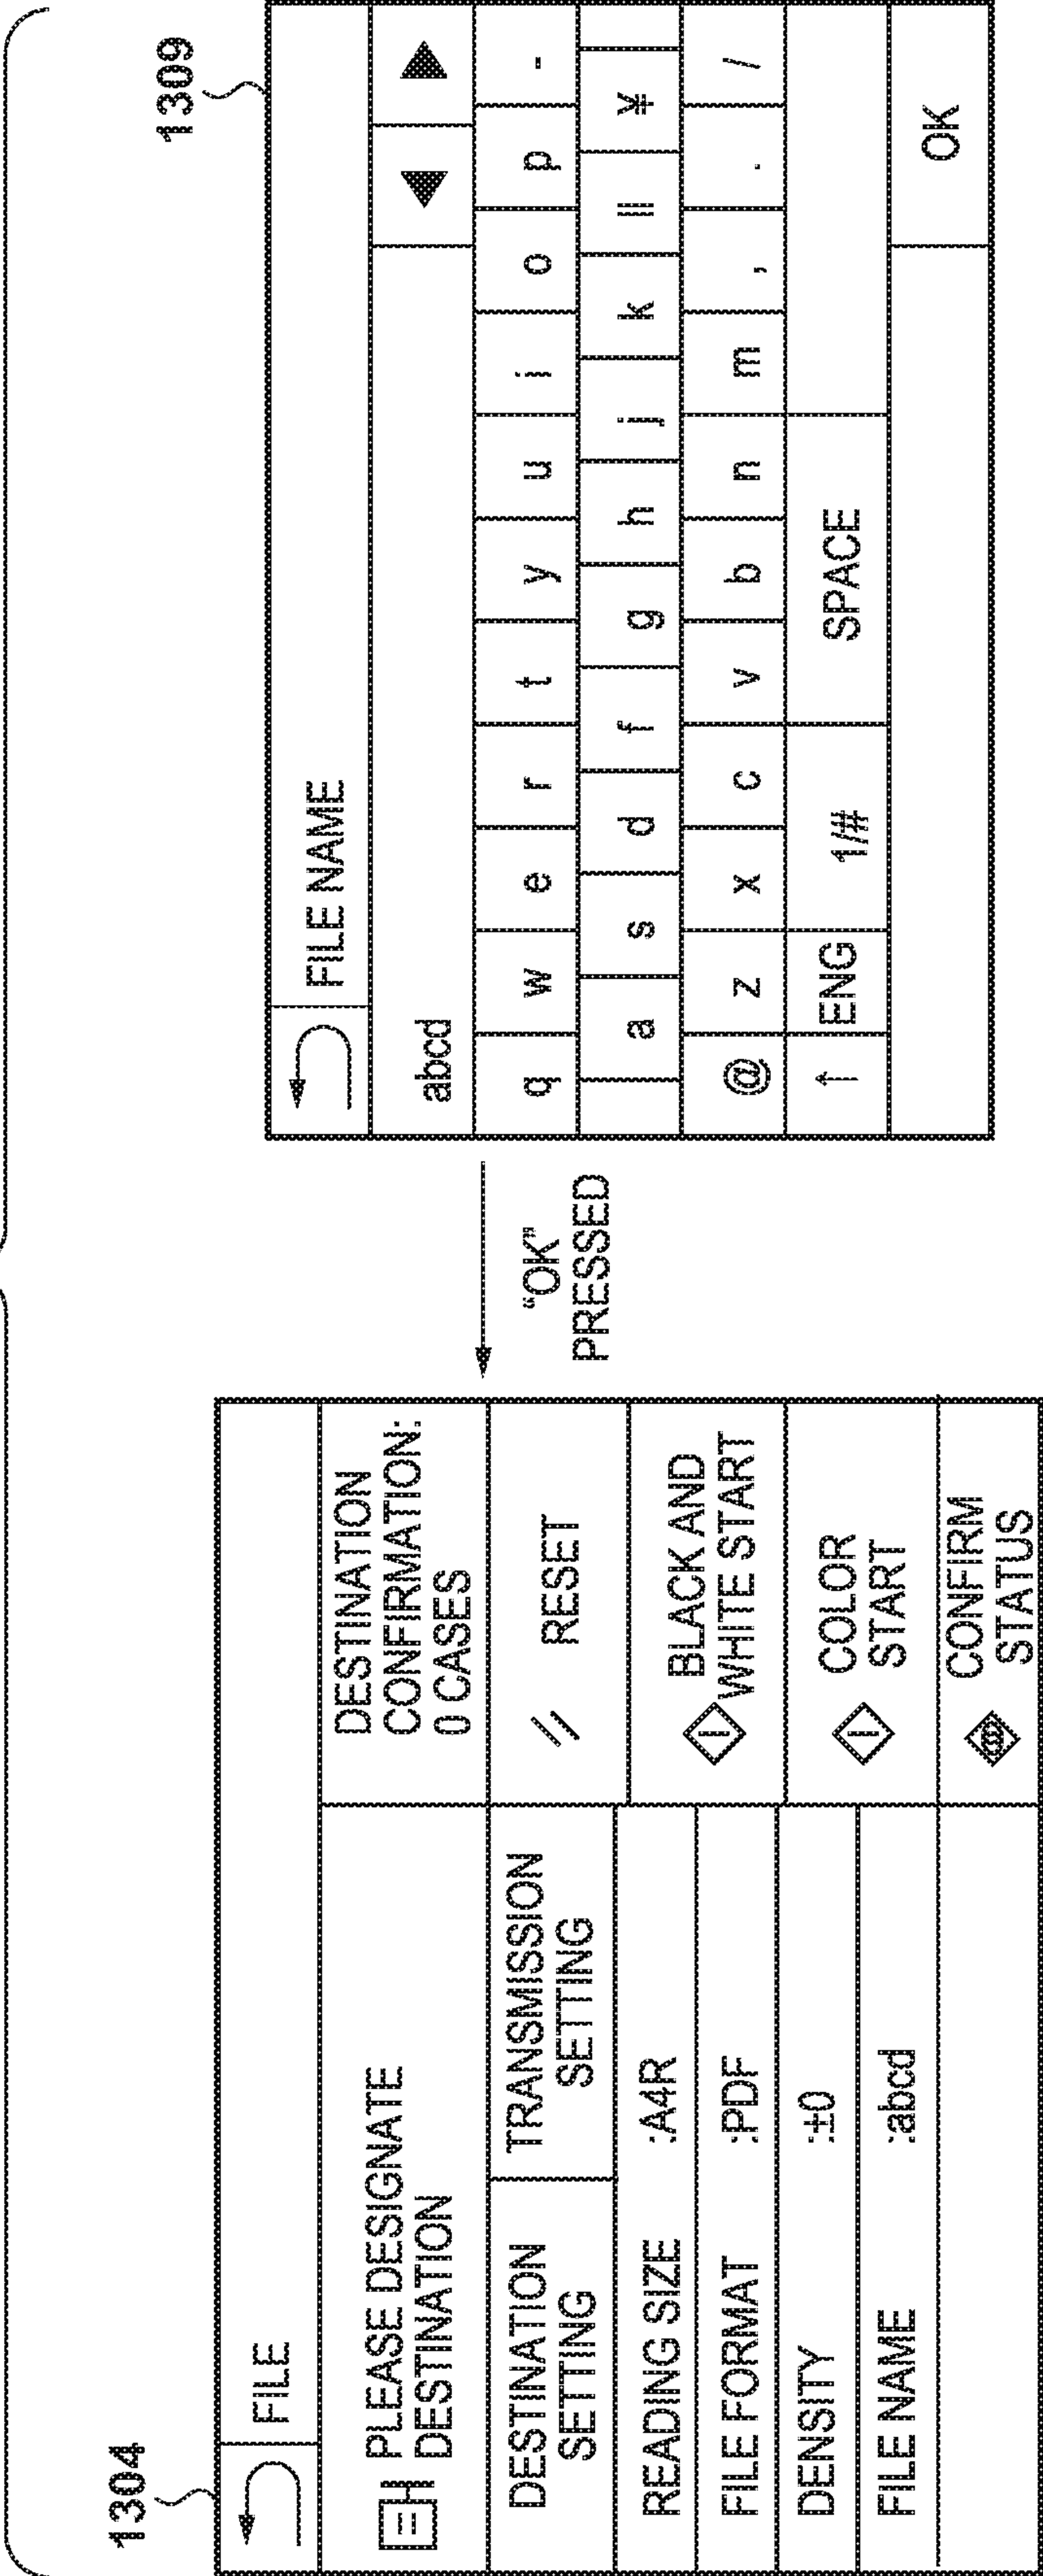 1304
FILE
PLEASE DESIGNATE
DESTINATION
DESTINATION
CONFIRMATION:
0 CASES
DESTINATION
SETTING
TRANSMISSION
SETTING
RESET
READING SIZE :A4R
FILE FORMAT :PDF
DENSITY :±0
FILE NAME :abcd
BLACK AND
WHITE START
COLOR
START
CONFIRM
STATUS
“OK”
PRESSED
1309
FILE NAME
abcd
q w e r t y u i o p -
a s d f g h j k ll ¥
@ z x c v b n m , . /
↑ ENG 1/# SPACE
OK